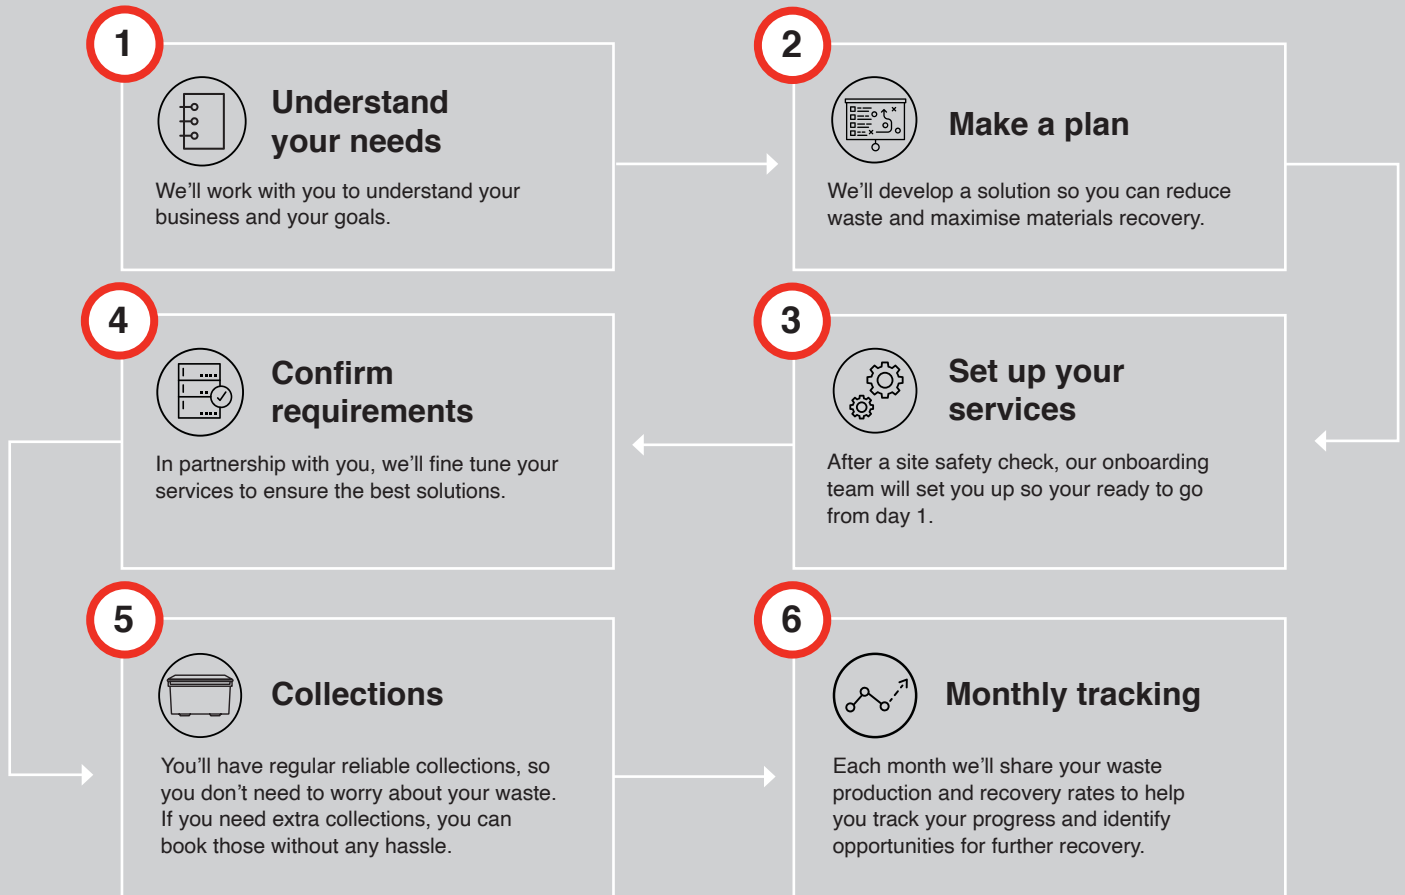 1
Understand
your needs
We’ll work with you to understand your
business and your goals.
2
Make a plan
We’ll develop a solution so you can reduce
waste and maximise materials recovery.
3
Set up your
services
After a site safety check, our onboarding
team will set you up so your ready to go
from day 1.
4
Confirm
requirements
In partnership with you, we’ll fine tune your
services to ensure the best solutions.
5
Collections
You’ll have regular reliable collections, so
you don’t need to worry about your waste.
If you need extra collections, you can
book those without any hassle.
6
Monthly tracking
Each month we’ll share your waste
production and recovery rates to help
you track your progress and identify
opportunities for further recovery.